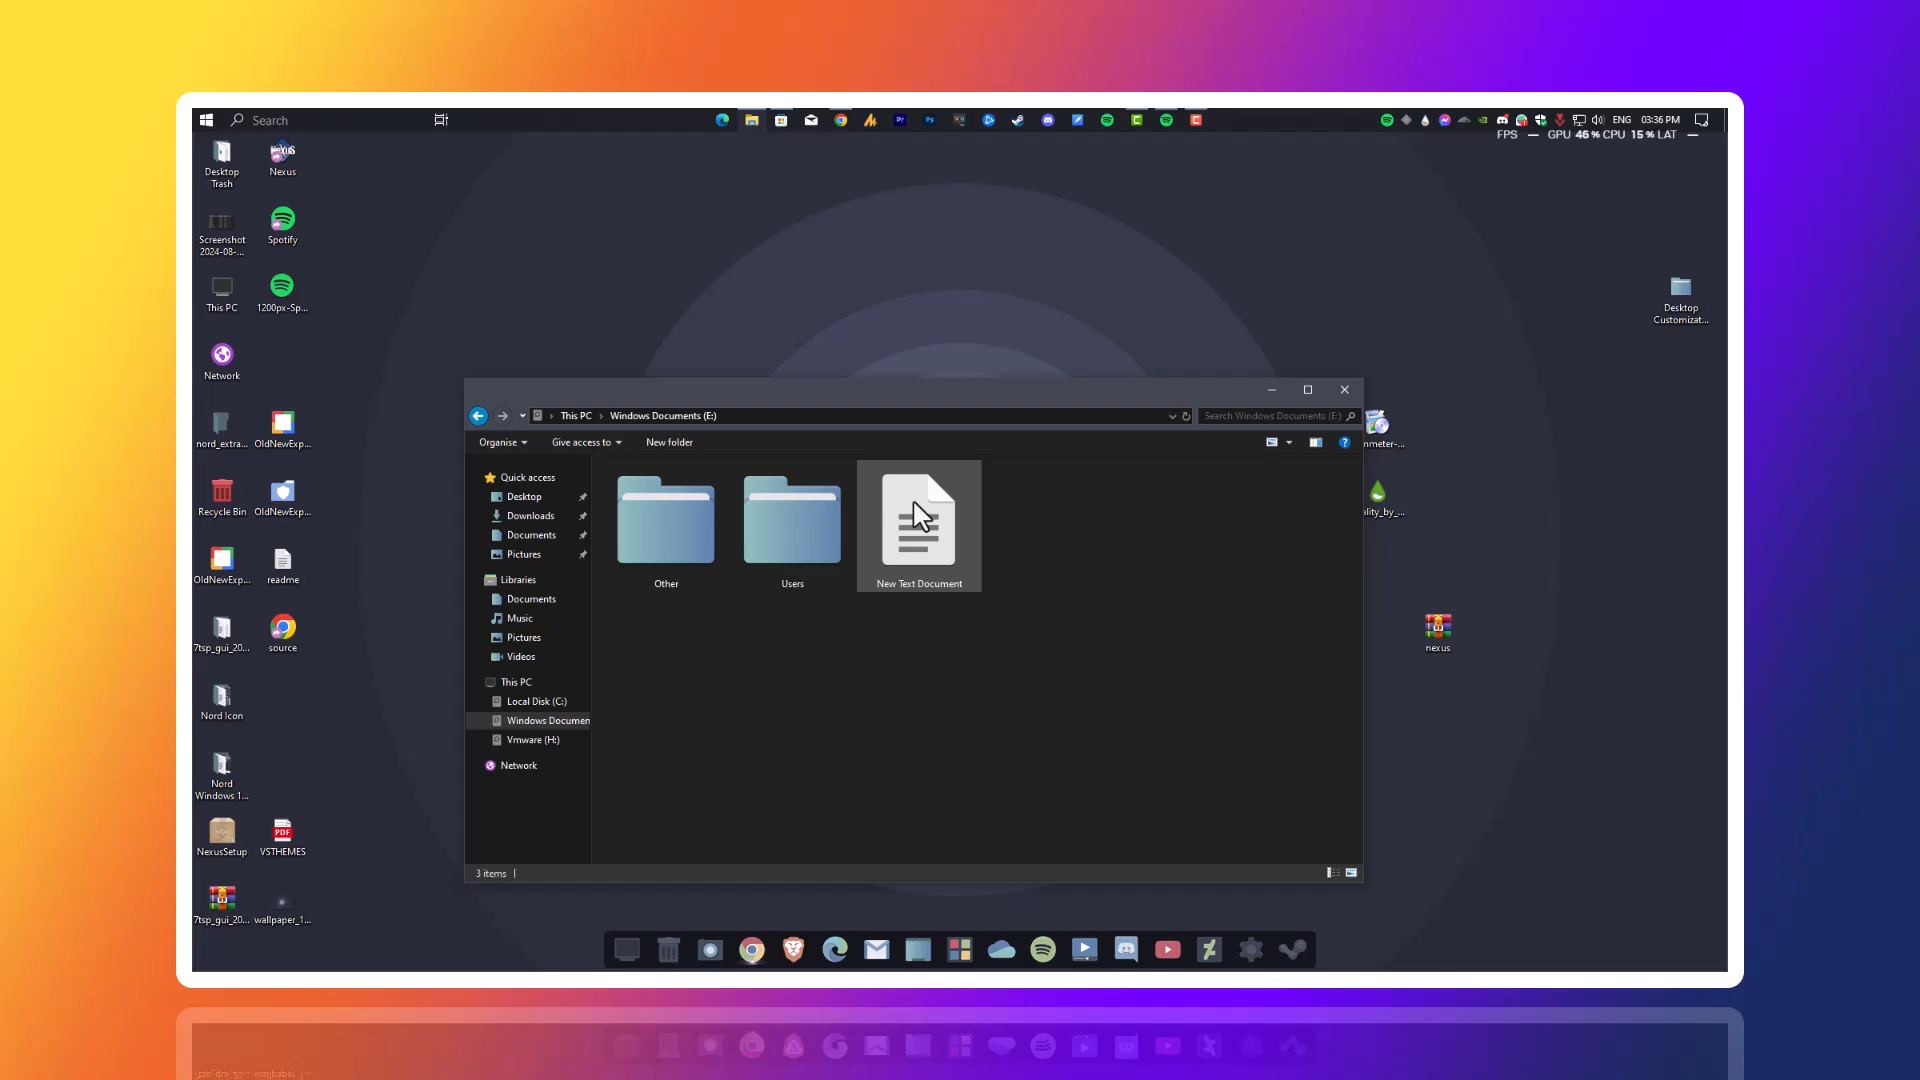 Search
ENG
03:36 PM
FPS — GPU 46 % CPU 15 % LAT —
Desktop
Trash
Nexus
Screenshot
2024-08-...
Spotify
This PC
1200px-Sp...
Network
nord_extra...
OldNewExp...
Recycle Bin
OldNewExp...
OldNewExp...
readme
7tsp_gui_20...
source
Nord Icon
Nord
Windows 1...
NexusSetup
PDF
VSTHEMES
7tsp_gui_20...
wallpaper_1...
This PC › Windows Documents (E:)
Search Windows Documents (E:)
Organise
Give access to
New folder
Quick access
Desktop
Downloads
Documents
Pictures
Libraries
Documents
Music
Pictures
Videos
This PC
Local Disk (C:)
Windows Documen
Vmware (H:)
Network
Other
Users
New Text Document
3 items
Desktop
Customizat...
nmeter-...
ality_by_...
nexus